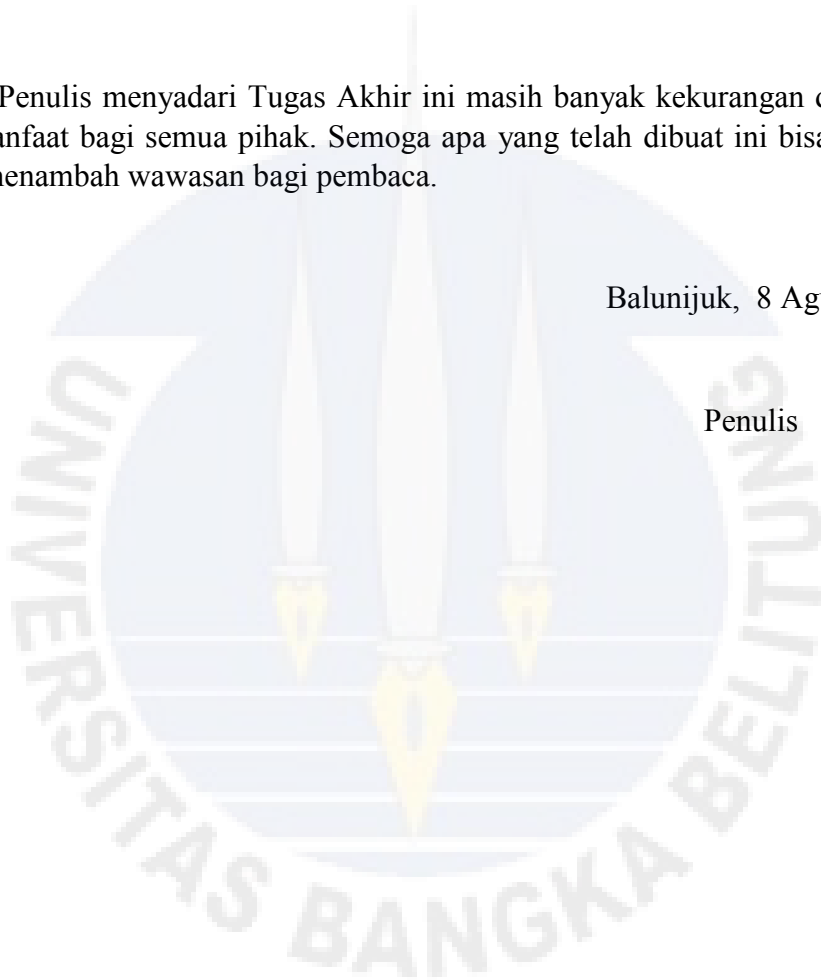 Penulis menyadari Tugas Akhir ini masih banyak kekurangan
anfaat bagi semua pihak. Semoga apa yang telah dibuat ini bisa
nenambah wawasan bagi pembaca.
Balunijuk, 8 Ag
Penulis
UNIVERSITAS BANGKA BELITUNG